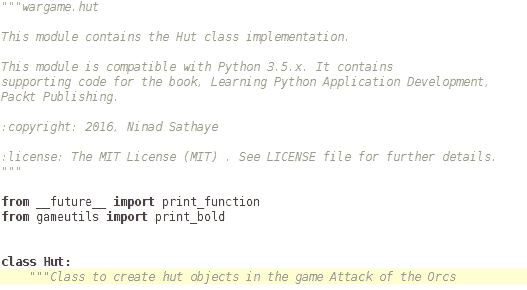 """wargame.hut
This module contains the Hut class implementation.
This module is compatible with Python 3.5.x. It contains
supporting code for the book, Learning Python Application Development,
Packt Publishing.
:copyright: 2016, Ninad Sathaye
:license: The MIT License (MIT) . See LICENSE file for further details.
"""
from __future__ import print_function
from gameutils import print_bold
class Hut:
"""Class to create hut objects in the game Attack of the Orcs